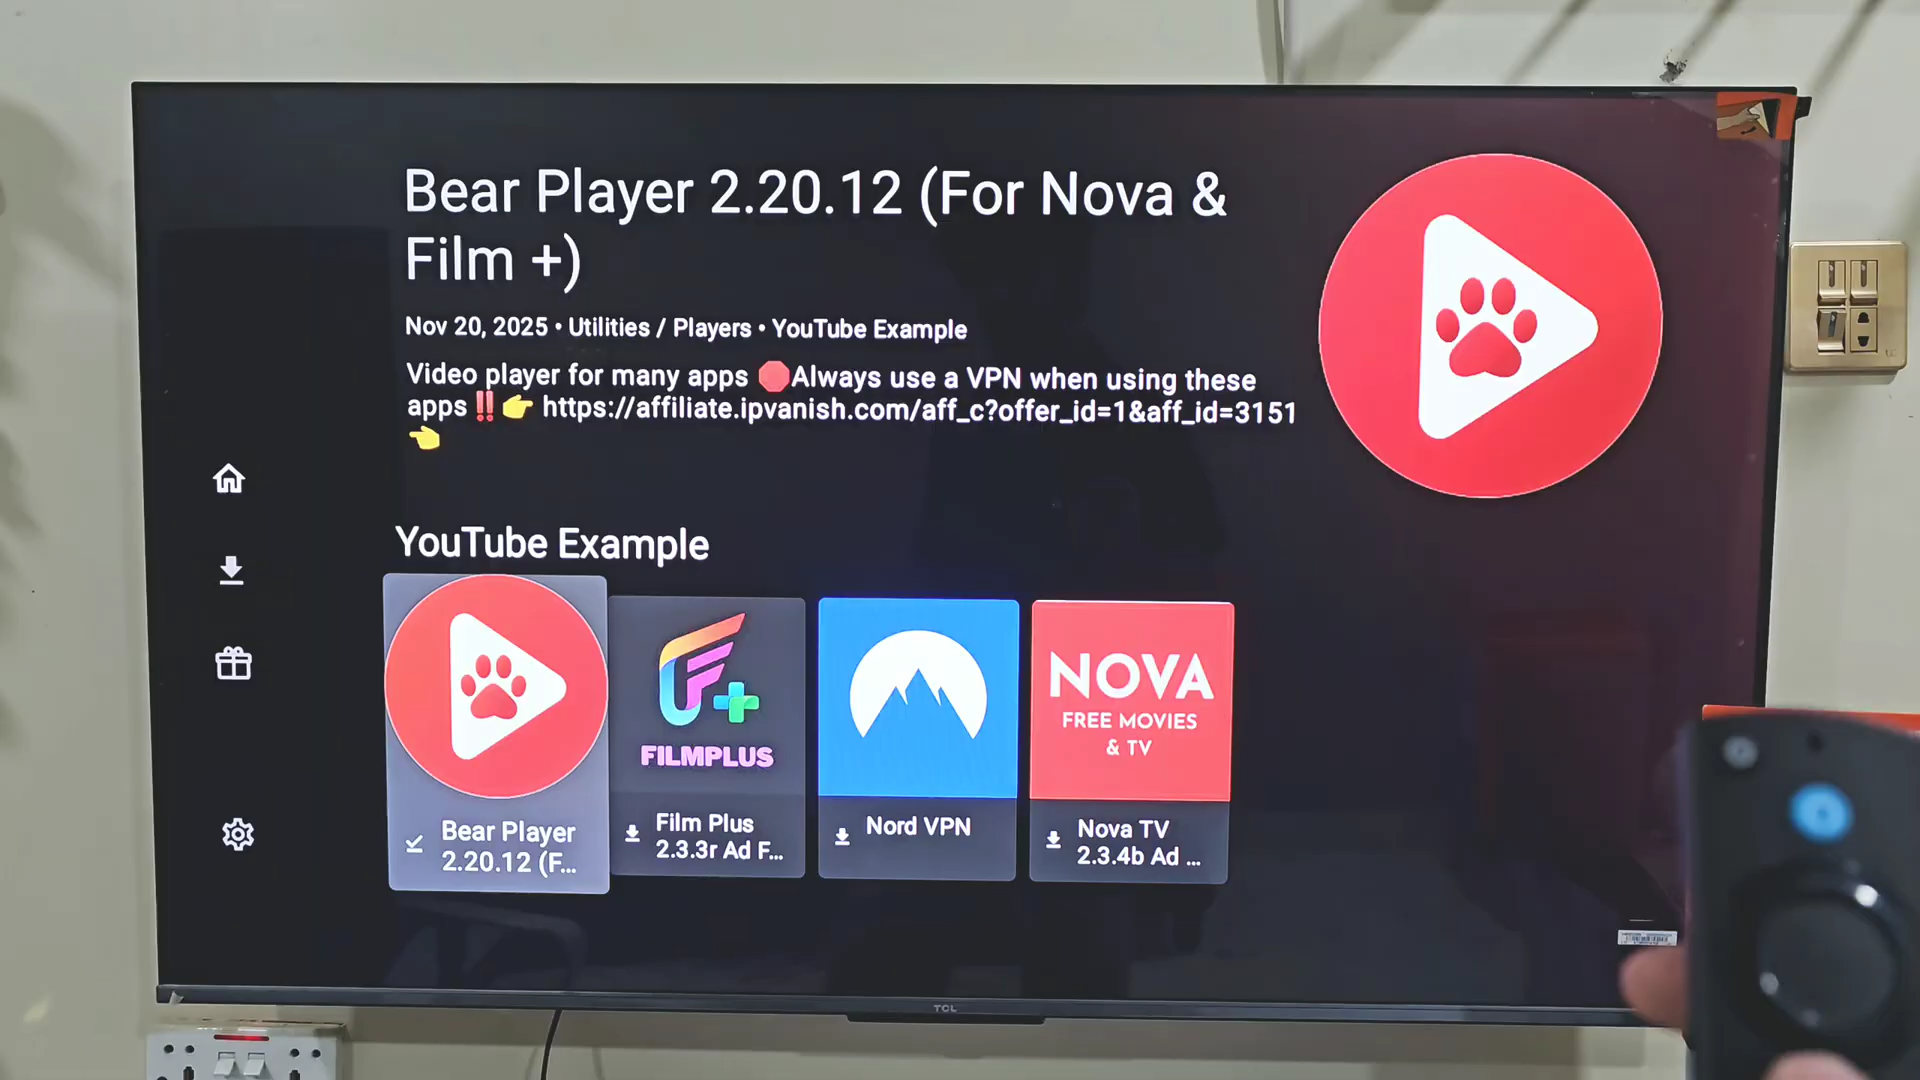 Bear Player 2.20.12 (For Nova &
Film +)
Nov 20, 2025 • Utilities / Players • YouTube Example
Video player for many apps 🛑Always use a VPN when using these
apps‼️👉 https://affiliate.ipvanish.com/aff_c?offer_id=1&aff_id=3151
👈
YouTube Example
FILMPLUS
NOVA
FREE MOVIES
& TV
Bear Player
2.20.12 (F...
Film Plus
2.3.3r Ad F...
Nord VPN
Nova TV
2.3.4b Ad ...
TCL